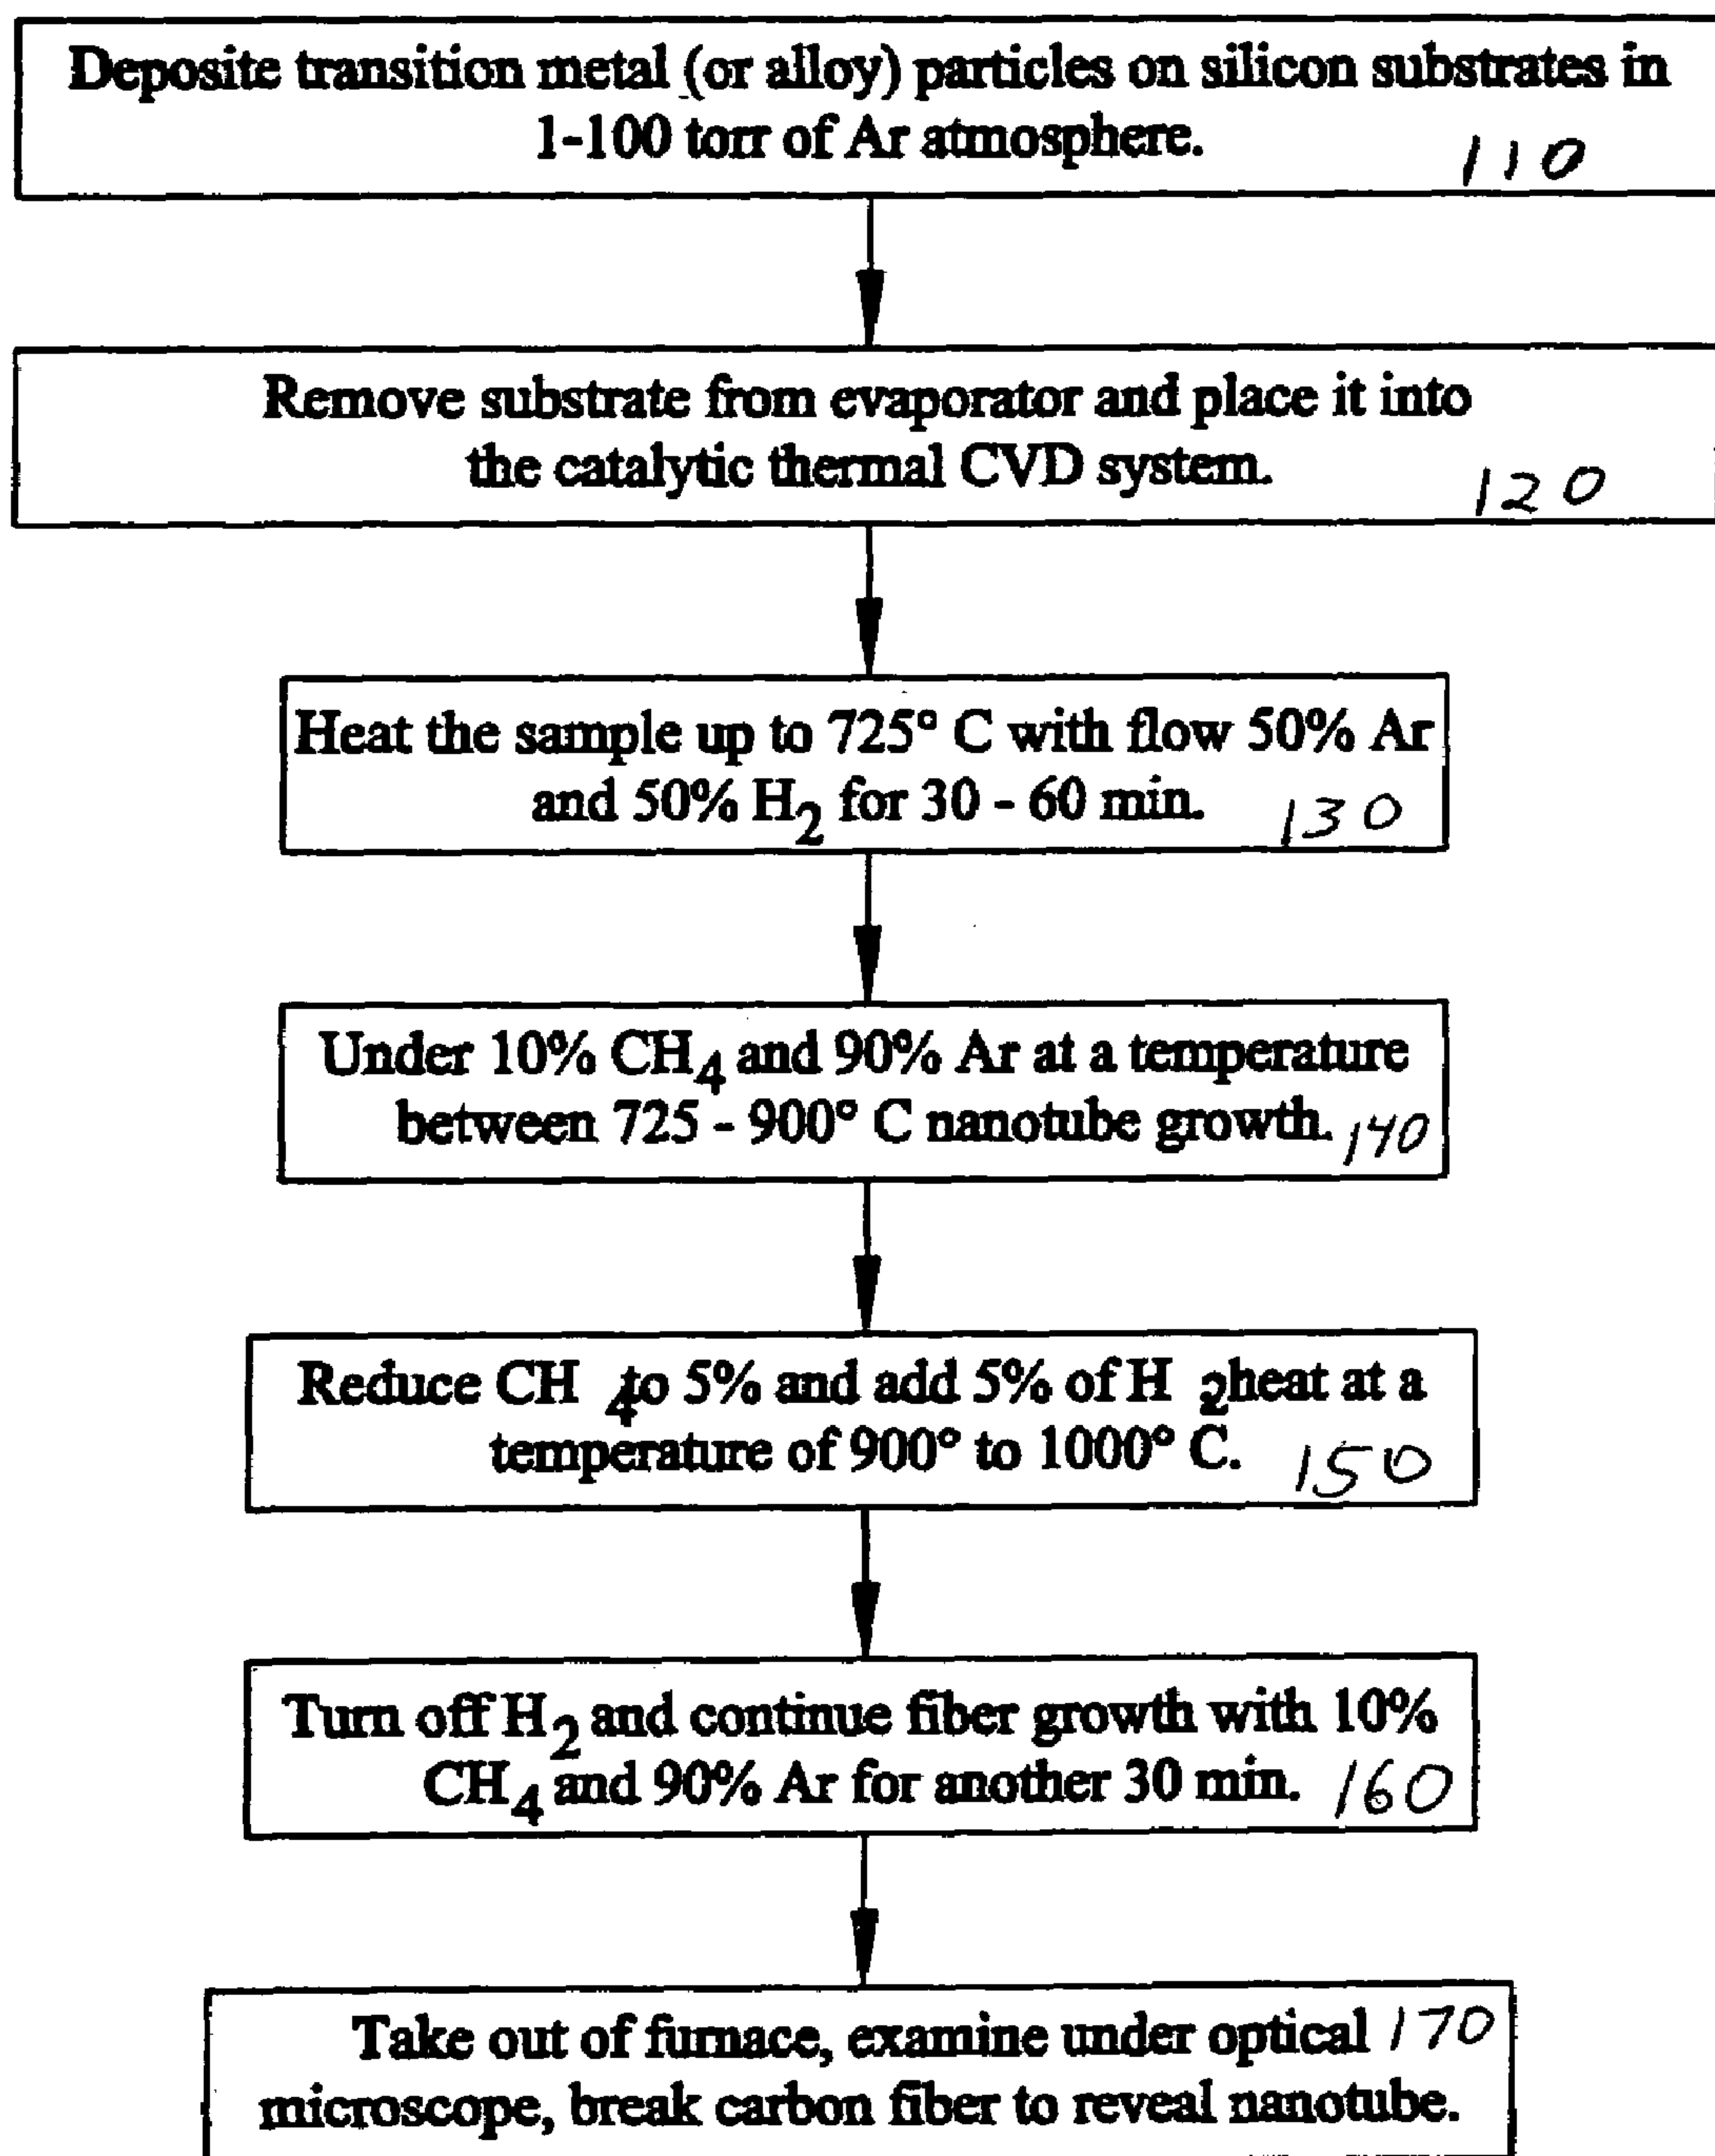 Deposite transition metal (or alloy) particles on silicon substrates in
1-100 torr of Ar atmosphere. 110
Remove substrate from evaporator and place it into
the catalytic thermal CVD system. 120
Heat the sample up to 725° C with flow 50% Ar
and 50% H2 for 30 - 60 min. 130
Under 10% CH4 and 90% Ar at a temperature
between 725 - 900° C nanotube growth. 140
Reduce CH 4to 5% and add 5% of H 2heat at a
temperature of 900° to 1000° C. 150
Turn off H2 and continue fiber growth with 10%
CH4 and 90% Ar for another 30 min. 160
Take out of furnace, examine under optical 170
microscope, break carbon fiber to reveal nanotube.